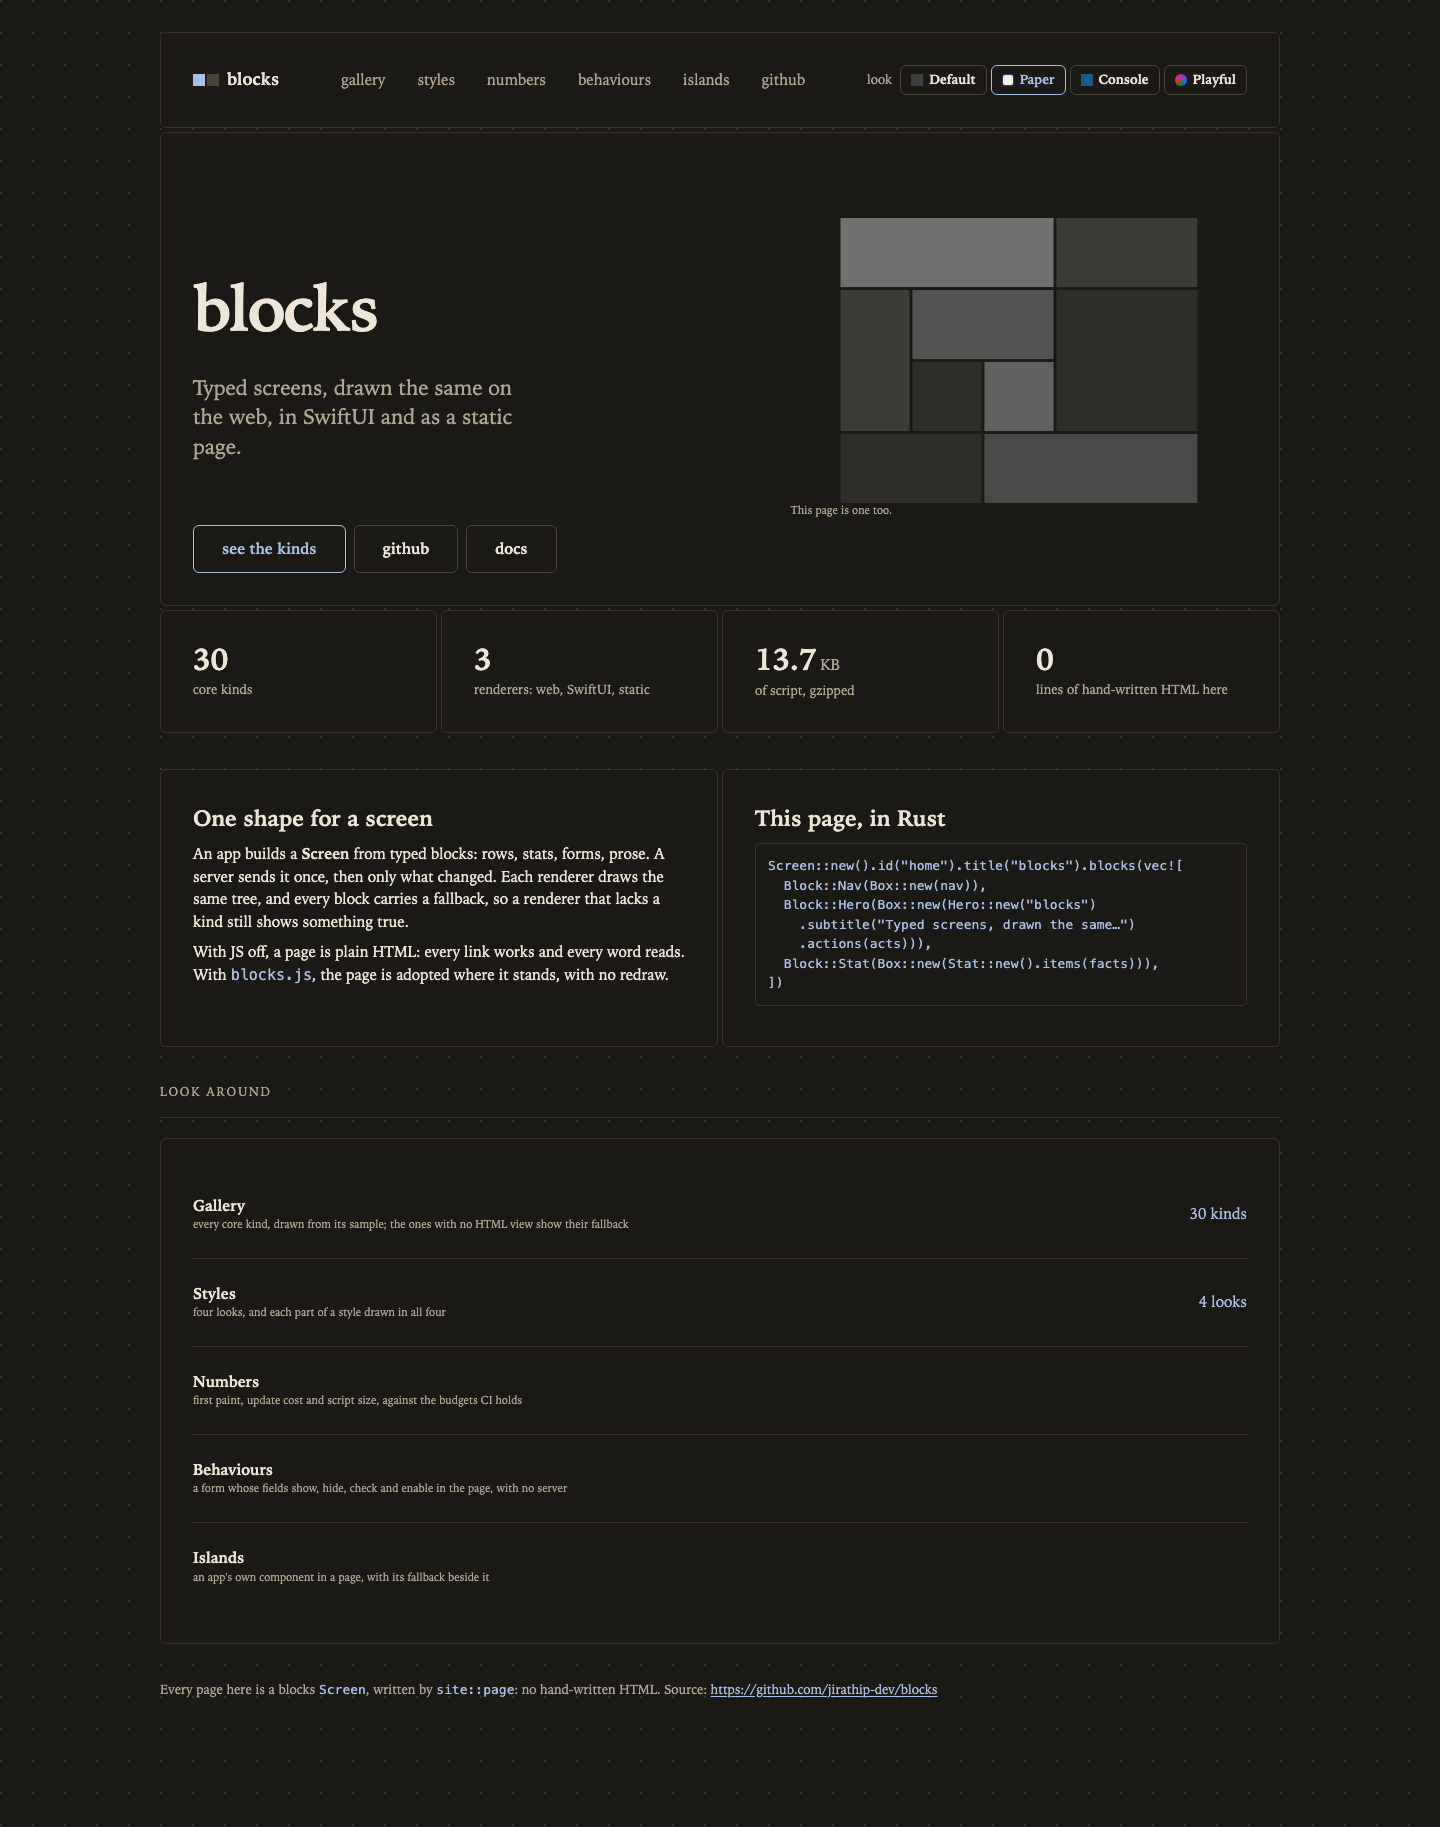 blocks
gallery styles numbers behaviours islands github
look Default Paper Console Playful
blocks
Typed screens, drawn the same on
the web, in SwiftUI and as a static
page.
This page is one too.
see the kinds github docs
30
core kinds
3
renderers: web, SwiftUI, static
13.7 KB
of script, gzipped
0
lines of hand-written HTML here
One shape for a screen
An app builds a Screen from typed blocks: rows, stats, forms, prose. A
server sends it once, then only what changed. Each renderer draws the
same tree, and every block carries a fallback, so a renderer that lacks a
kind still shows something true.
With JS off, a page is plain HTML: every link works and every word reads.
With blocks.js, the page is adopted where it stands, with no redraw.
This page, in Rust
Screen::new().id("home").title("blocks").blocks(vec![
  Block::Nav(Box::new(nav)),
  Block::Hero(Box::new(Hero::new("blocks")
    .subtitle("Typed screens, drawn the same…")
    .actions(acts))),
  Block::Stat(Box::new(Stat::new().items(facts))),
])
LOOK AROUND
Gallery
every core kind, drawn from its sample; the ones with no HTML view show their fallback
30 kinds
Styles
four looks, and each part of a style drawn in all four
4 looks
Numbers
first paint, update cost and script size, against the budgets CI holds
Behaviours
a form whose fields show, hide, check and enable in the page, with no server
Islands
an app's own component in a page, with its fallback beside it
Every page here is a blocks Screen, written by site::page: no hand-written HTML. Source: https://github.com/jirathip-dev/blocks